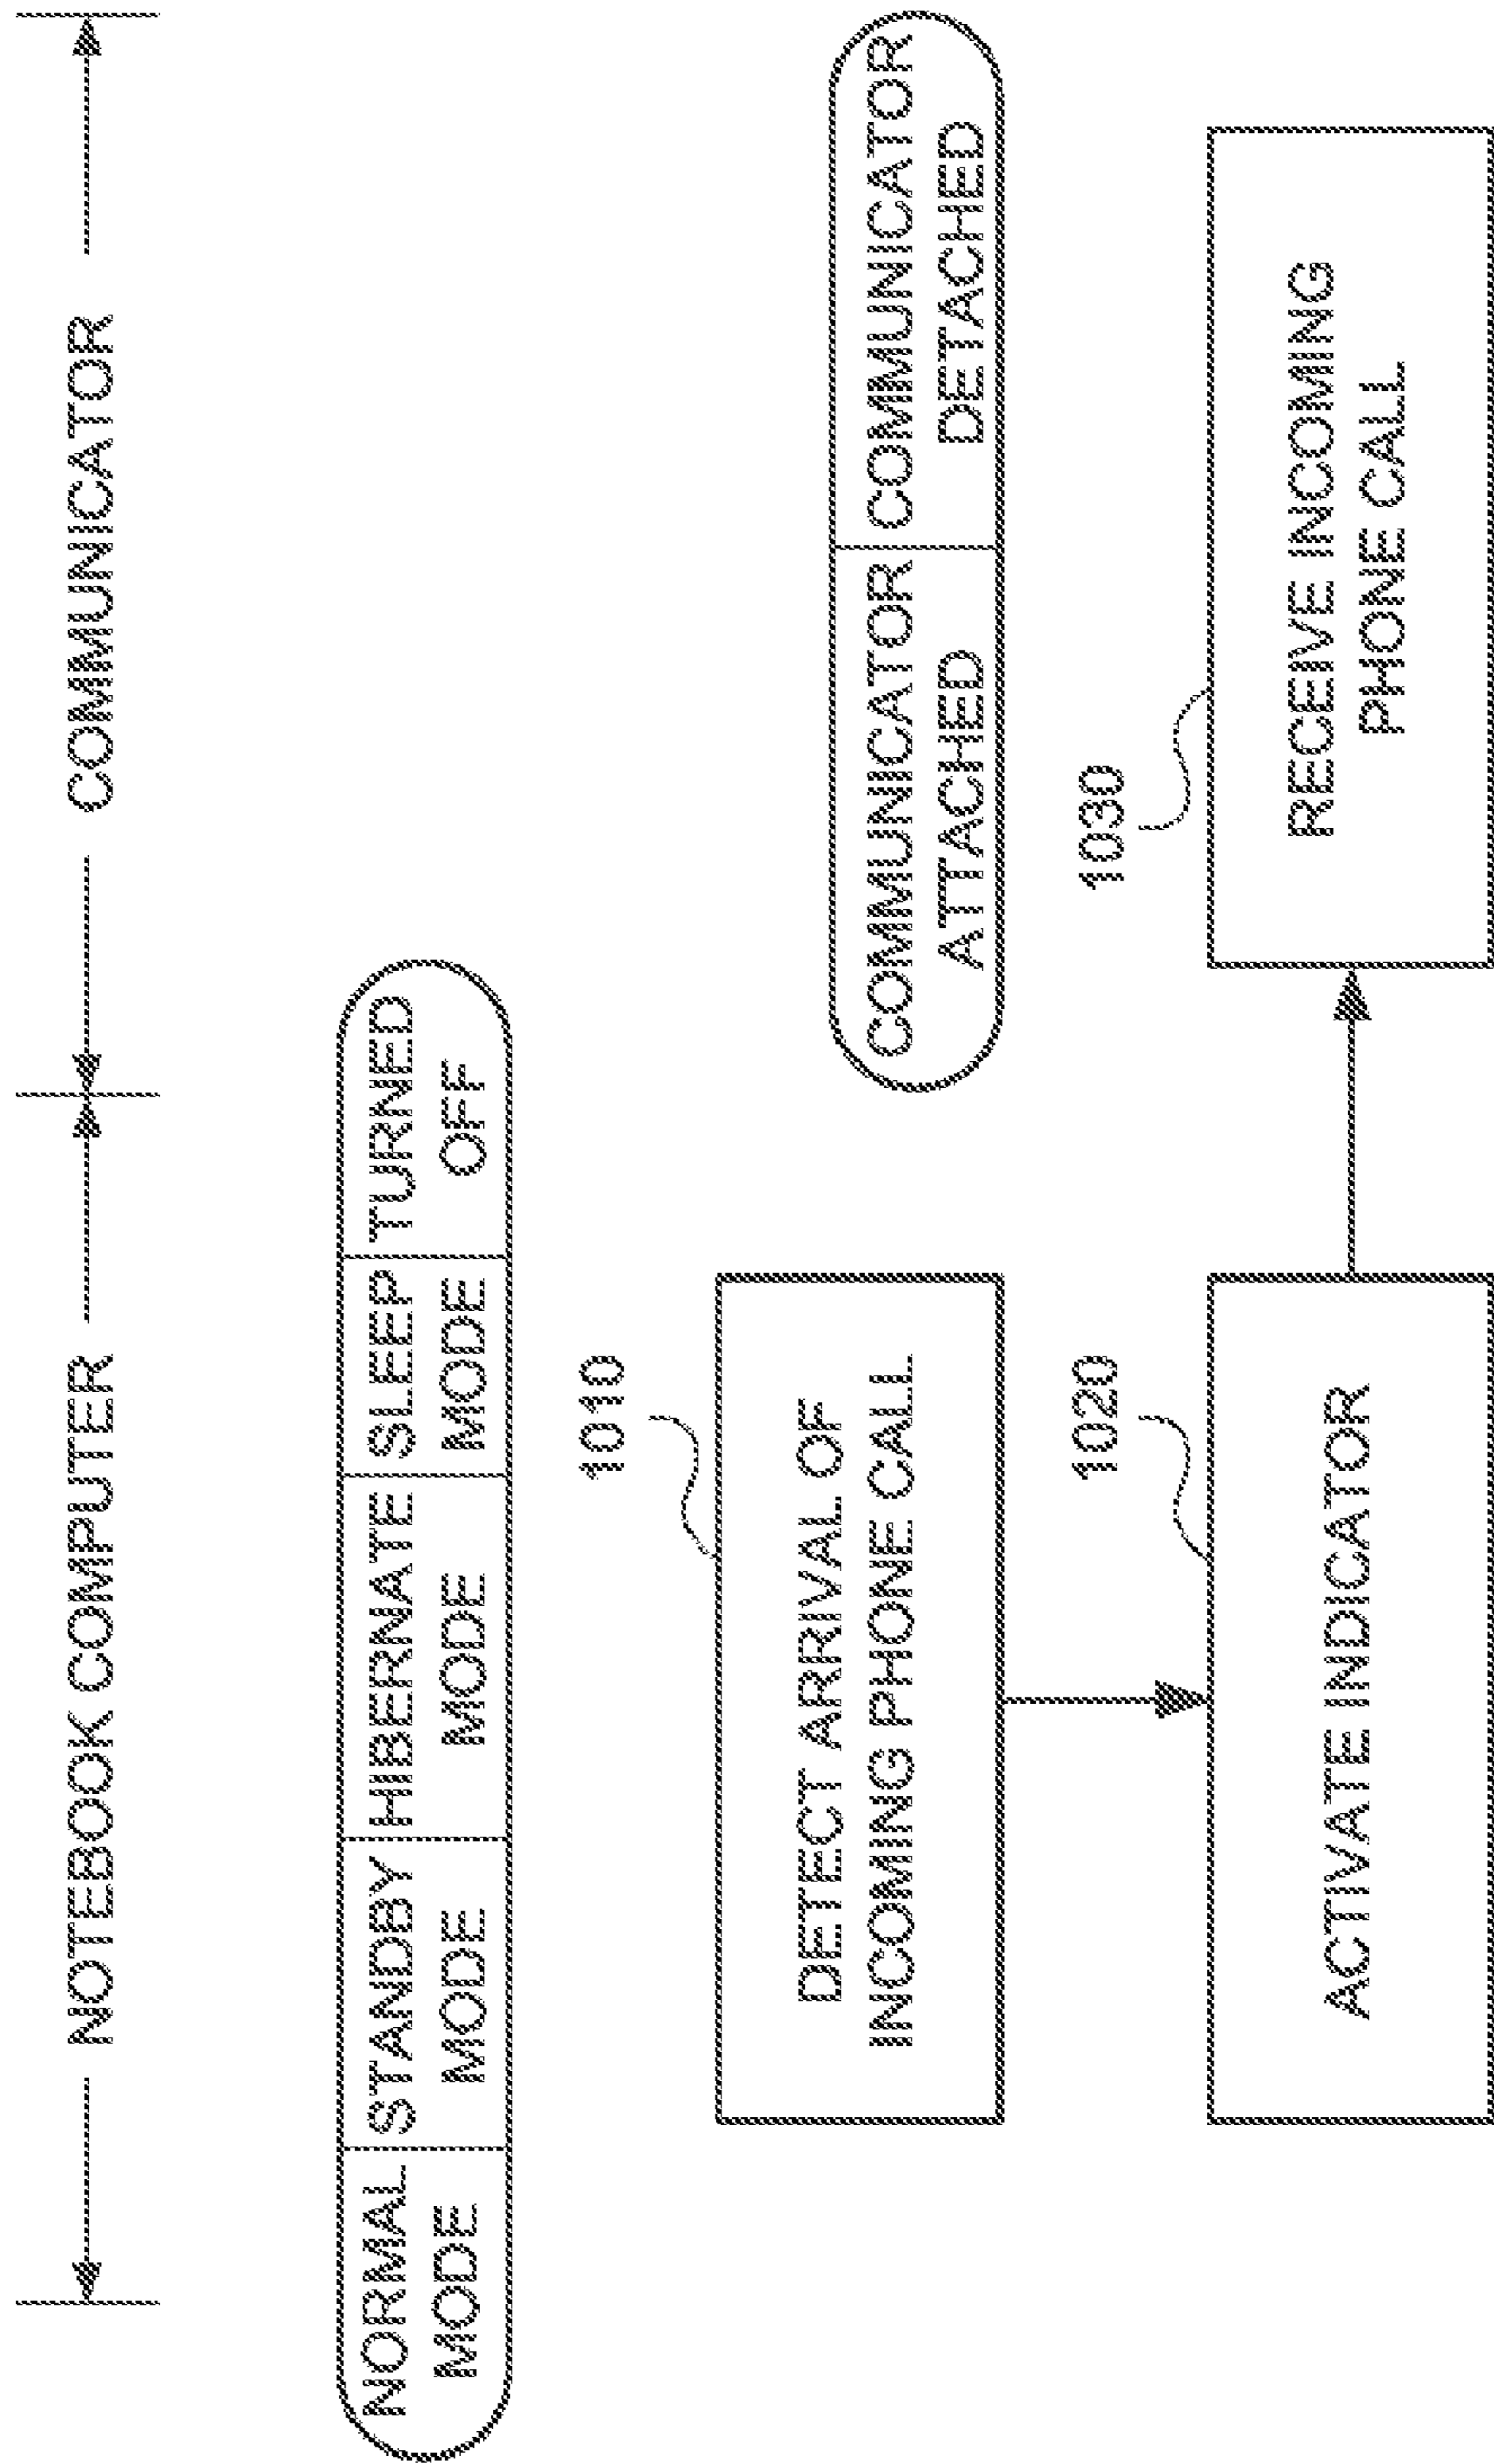 NOTEBOOK COMPUTER
COMMUNICATOR
NORMAL
MODE
STANDBY
MODE
HIBERNATE
MODE
SLEEP
MODE
TURNED
OFF
1010
DETECT ARRIVAL OF
INCOMING PHONE CALL
COMMUNICATOR
ATTACHED
COMMUNICATOR
DETACHED
1020
ACTIVATE INDICATOR
1030
RECEIVE INCOMING
PHONE CALL